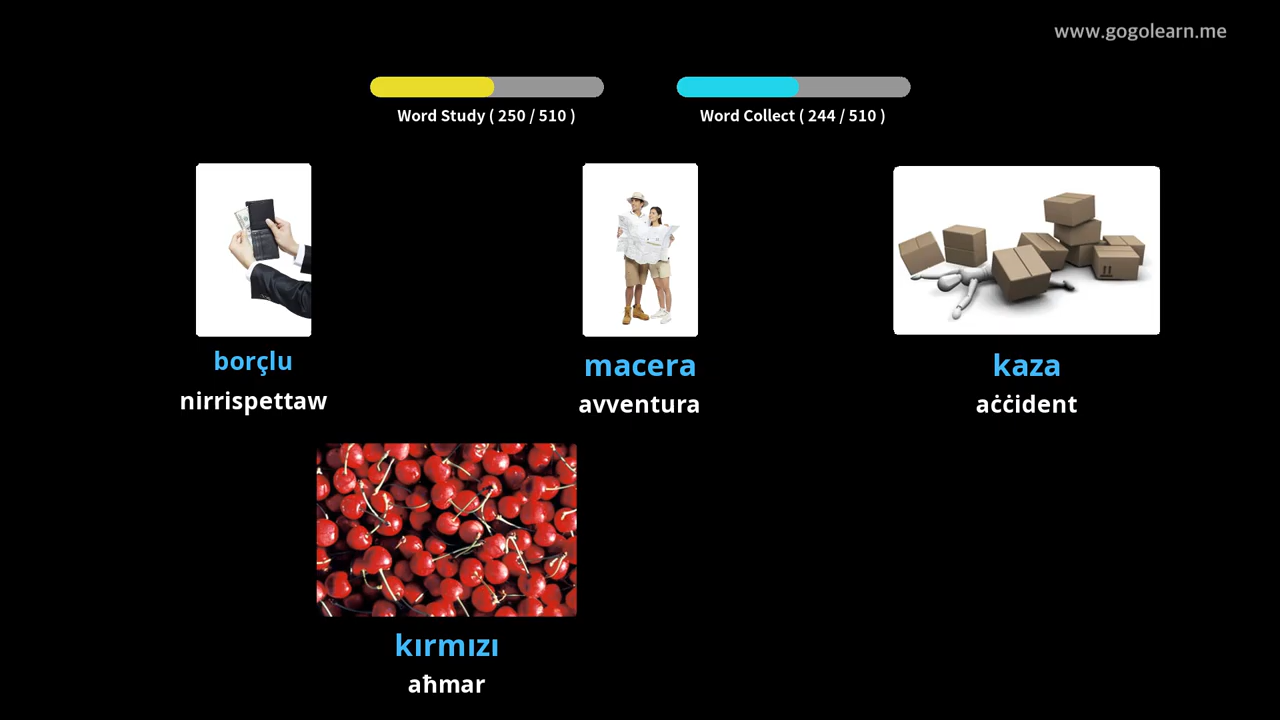 www.gogolearn.me
Word Study ( 250 / 510 )
Word Collect ( 244 / 510 )
borçlu
nirrispettaw
macera
avventura
kaza
aċċident
kırmızı
aħmar